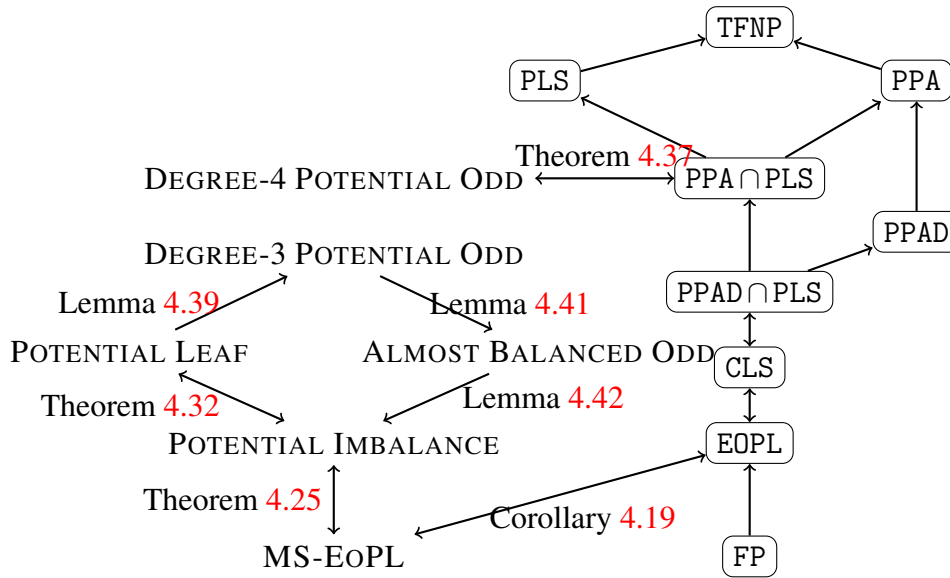 TFNP
PLS
PPA
Theorem 4.37
DEGREE-4 POTENTIAL ODD
PPA∩PLS
PPAD
DEGREE-3 POTENTIAL ODD
PPAD∩PLS
Lemma 4.39
Lemma 4.41
POTENTIAL LEAF
ALMOST BALANCED ODD
CLS
Theorem 4.32
Lemma 4.42
POTENTIAL IMBALANCE
EOPL
Theorem 4.25
Corollary 4.19
MS-EOPL
FP